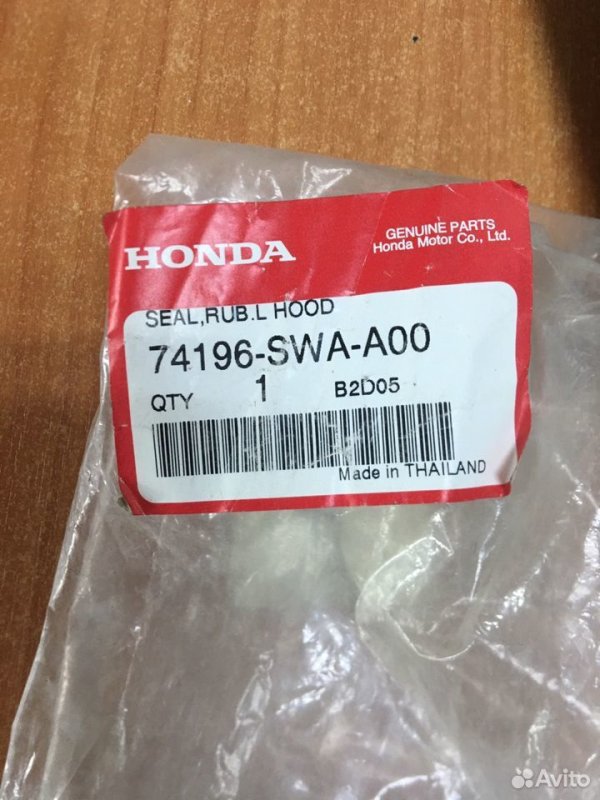 HONDA
GENUINE PARTS
Honda Motor Co., Ltd.
SEAL,RUB.L HOOD
74196-SWA-A00
QTY 1 B2D05
Made in THAILAND
Avito